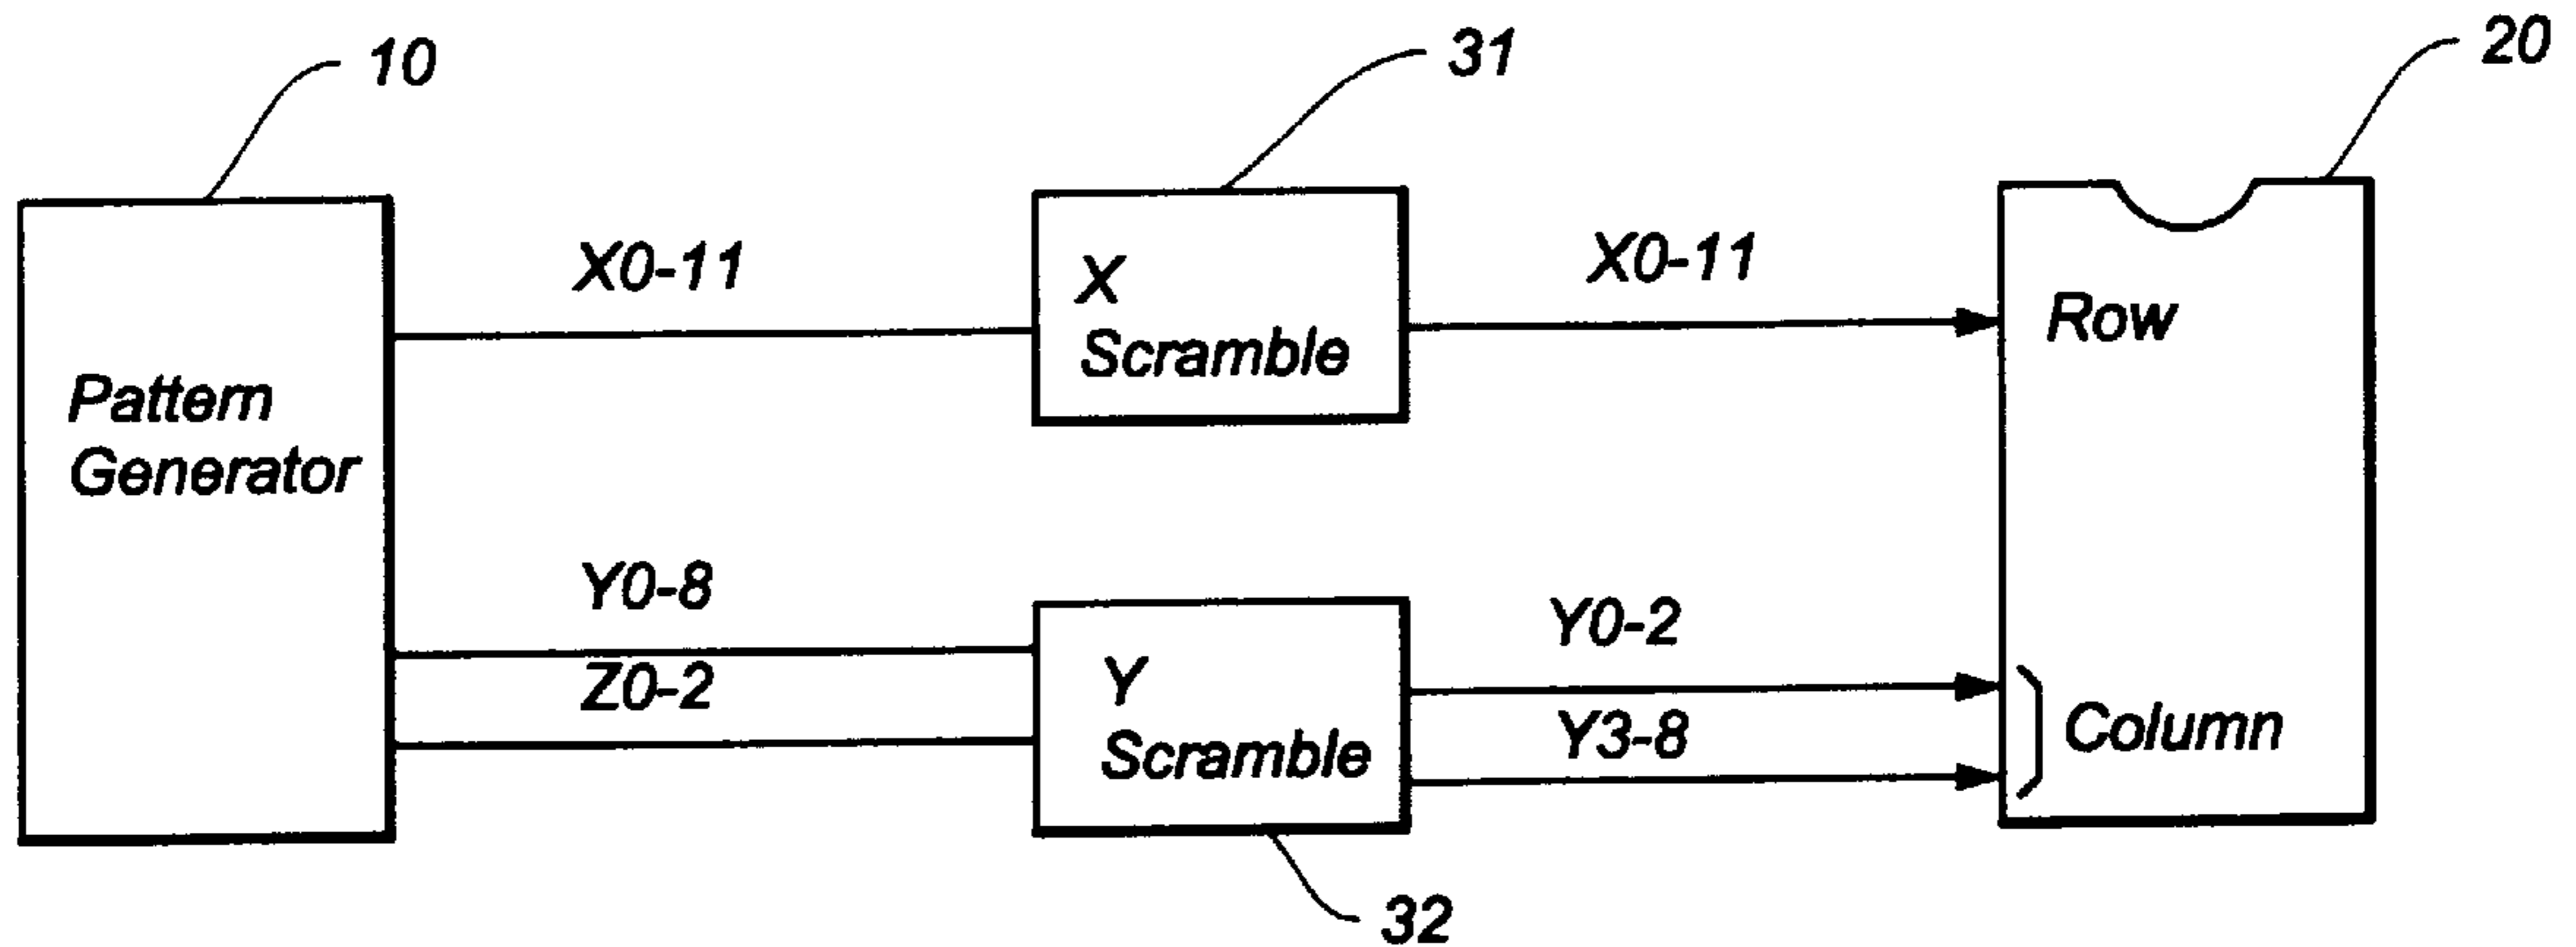 10
31
20
X0-11
X0-11
X
Scramble
Row
Pattern
Generator
Y0-8
Z0-2
Y
Scramble
Y0-2
Y3-8
Column
32